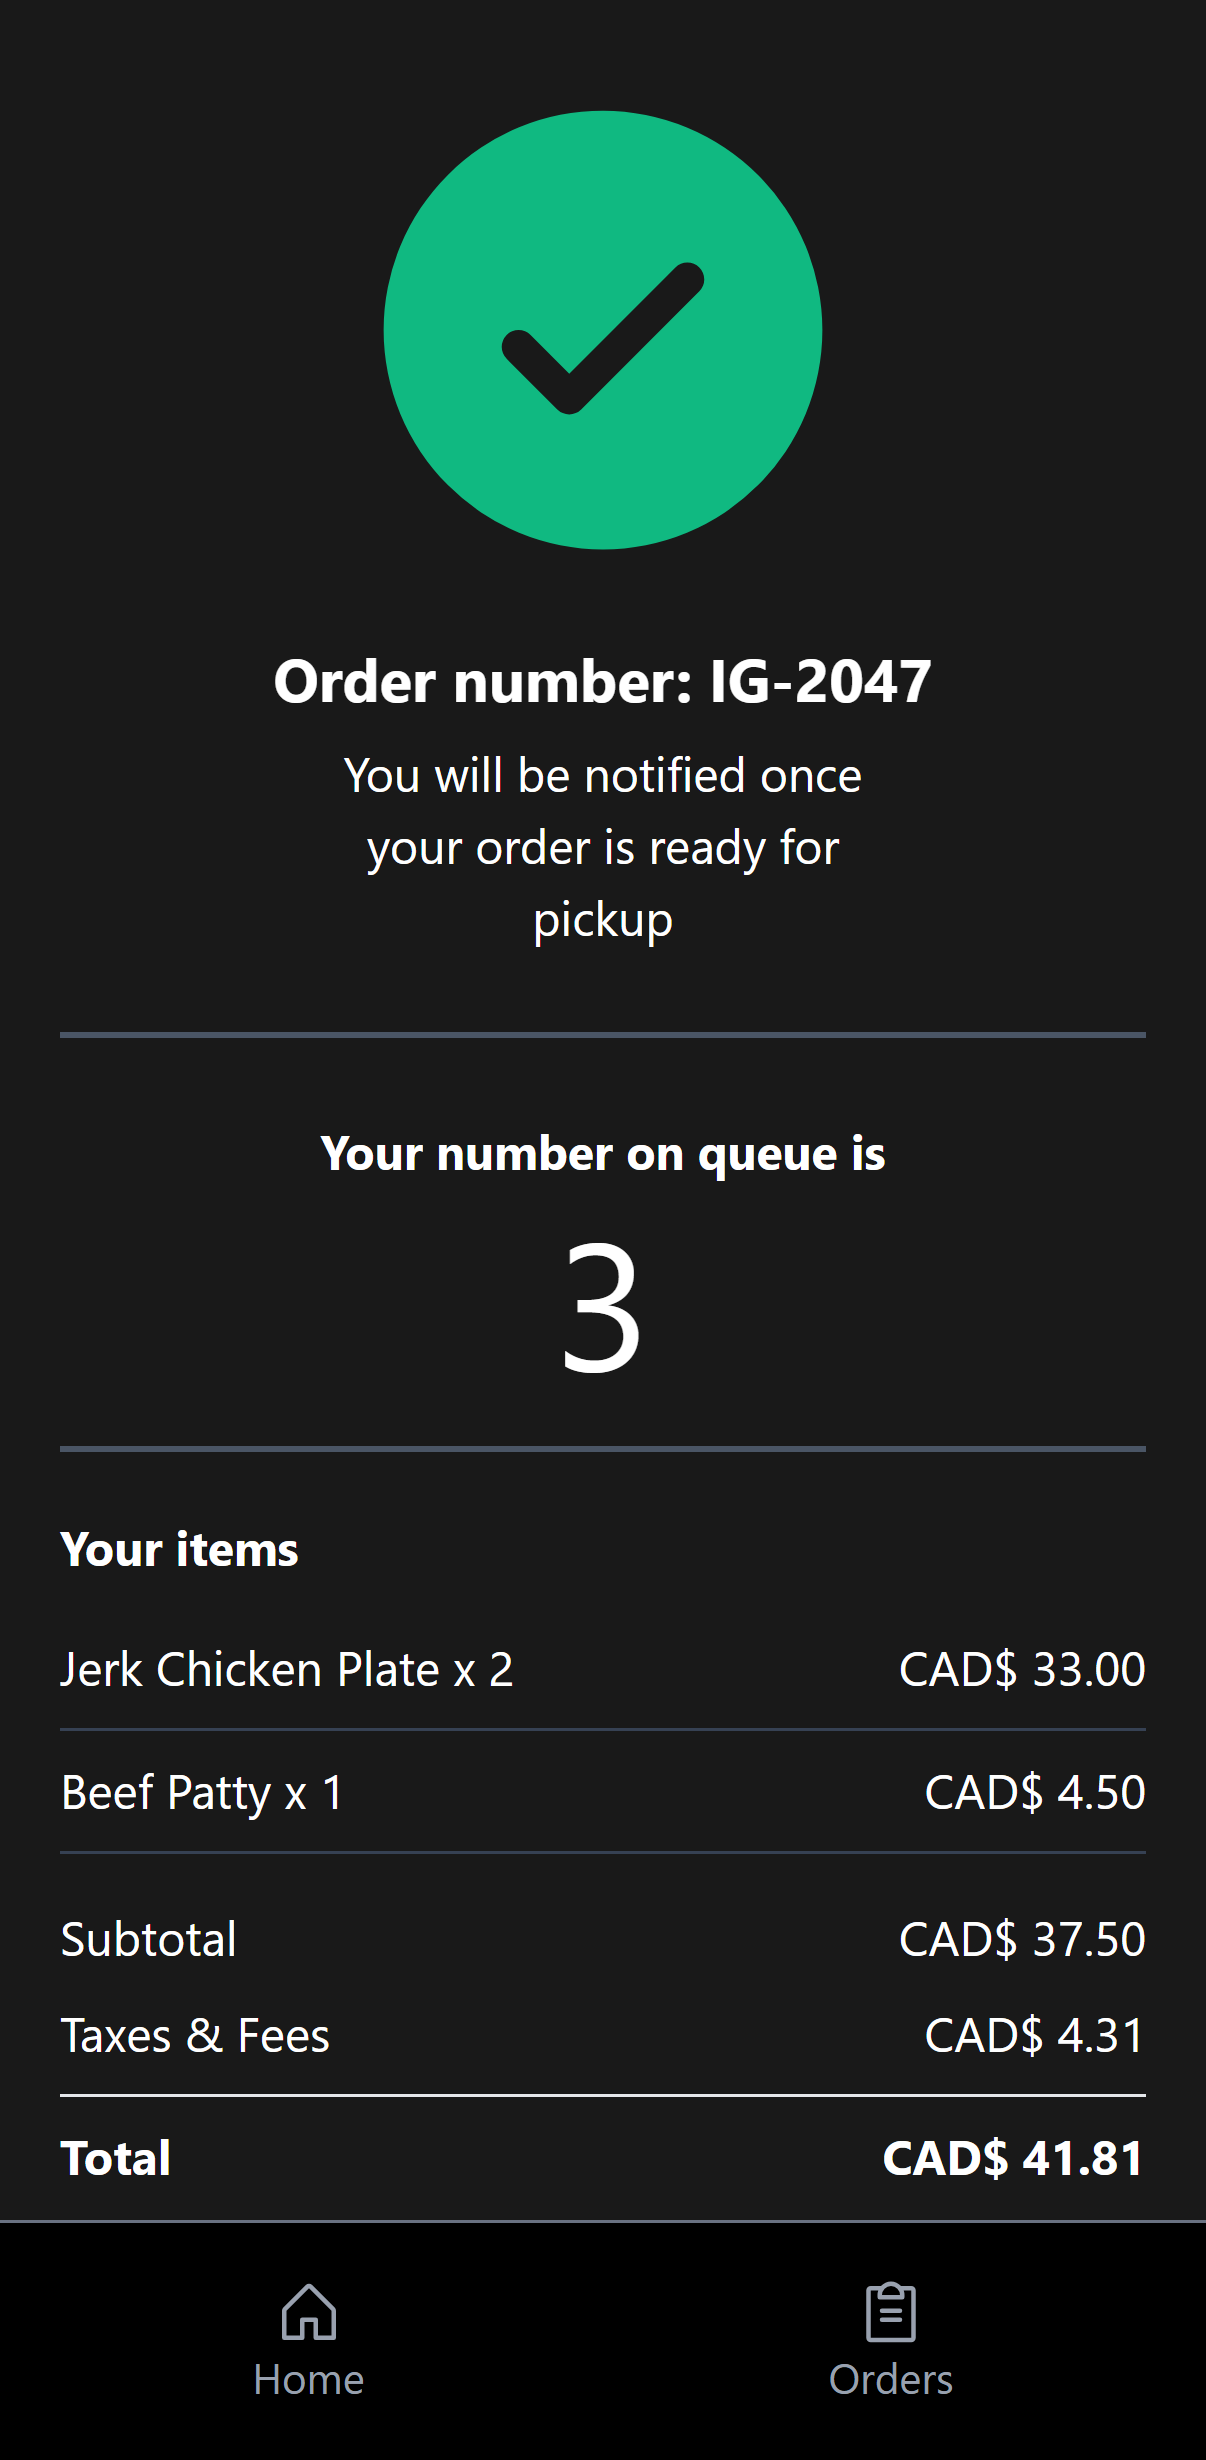 Order number: IG-2047
You will be notified once
your order is ready for
pickup
Your number on queue is
3
Your items
Jerk Chicken Plate x 2 CAD$ 33.00
Beef Patty x 1 CAD$ 4.50
Subtotal CAD$ 37.50
Taxes & Fees CAD$ 4.31
Total CAD$ 41.81
Home Orders